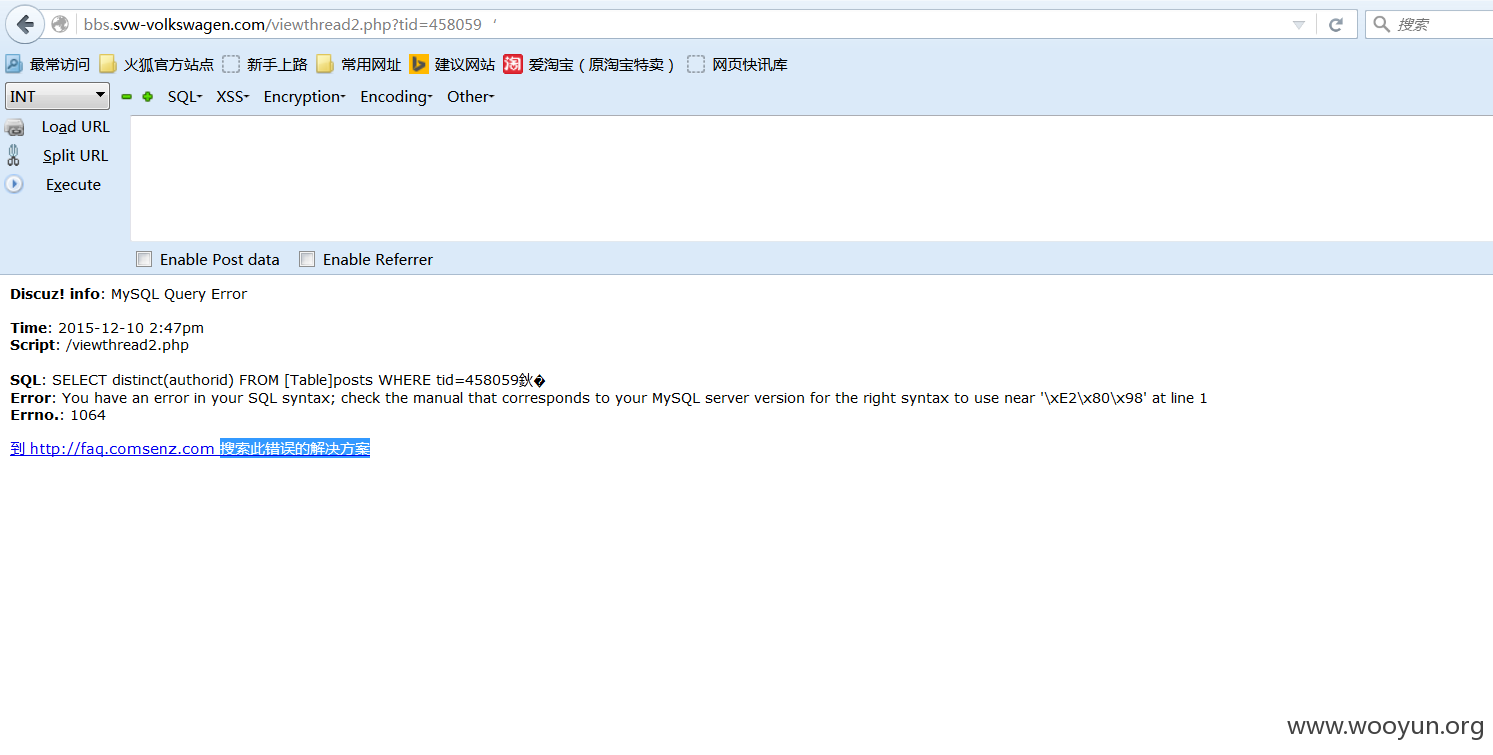 bbs.svw-volkswagen.com/viewthread2.php?tid=458059 ‘
搜索
最常访问 火狐官方站点 新手上路 常用网址 建议网站 淘 爱淘宝（原淘宝特卖） 网页快讯库
INT SQL XSS Encryption Encoding Other
Load URL
Split URL
Execute
Enable Post data Enable Referrer
Discuz! info: MySQL Query Error
Time: 2015-12-10 2:47pm
Script: /viewthread2.php
SQL: SELECT distinct(authorid) FROM [Table]posts WHERE tid=458059鈥�
Error: You have an error in your SQL syntax; check the manual that corresponds to your MySQL server version for the right syntax to use near '\xE2\x80\x98' at line 1
Errno.: 1064
到 http://faq.comsenz.com 搜索此错误的解决方案
www.wooyun.org